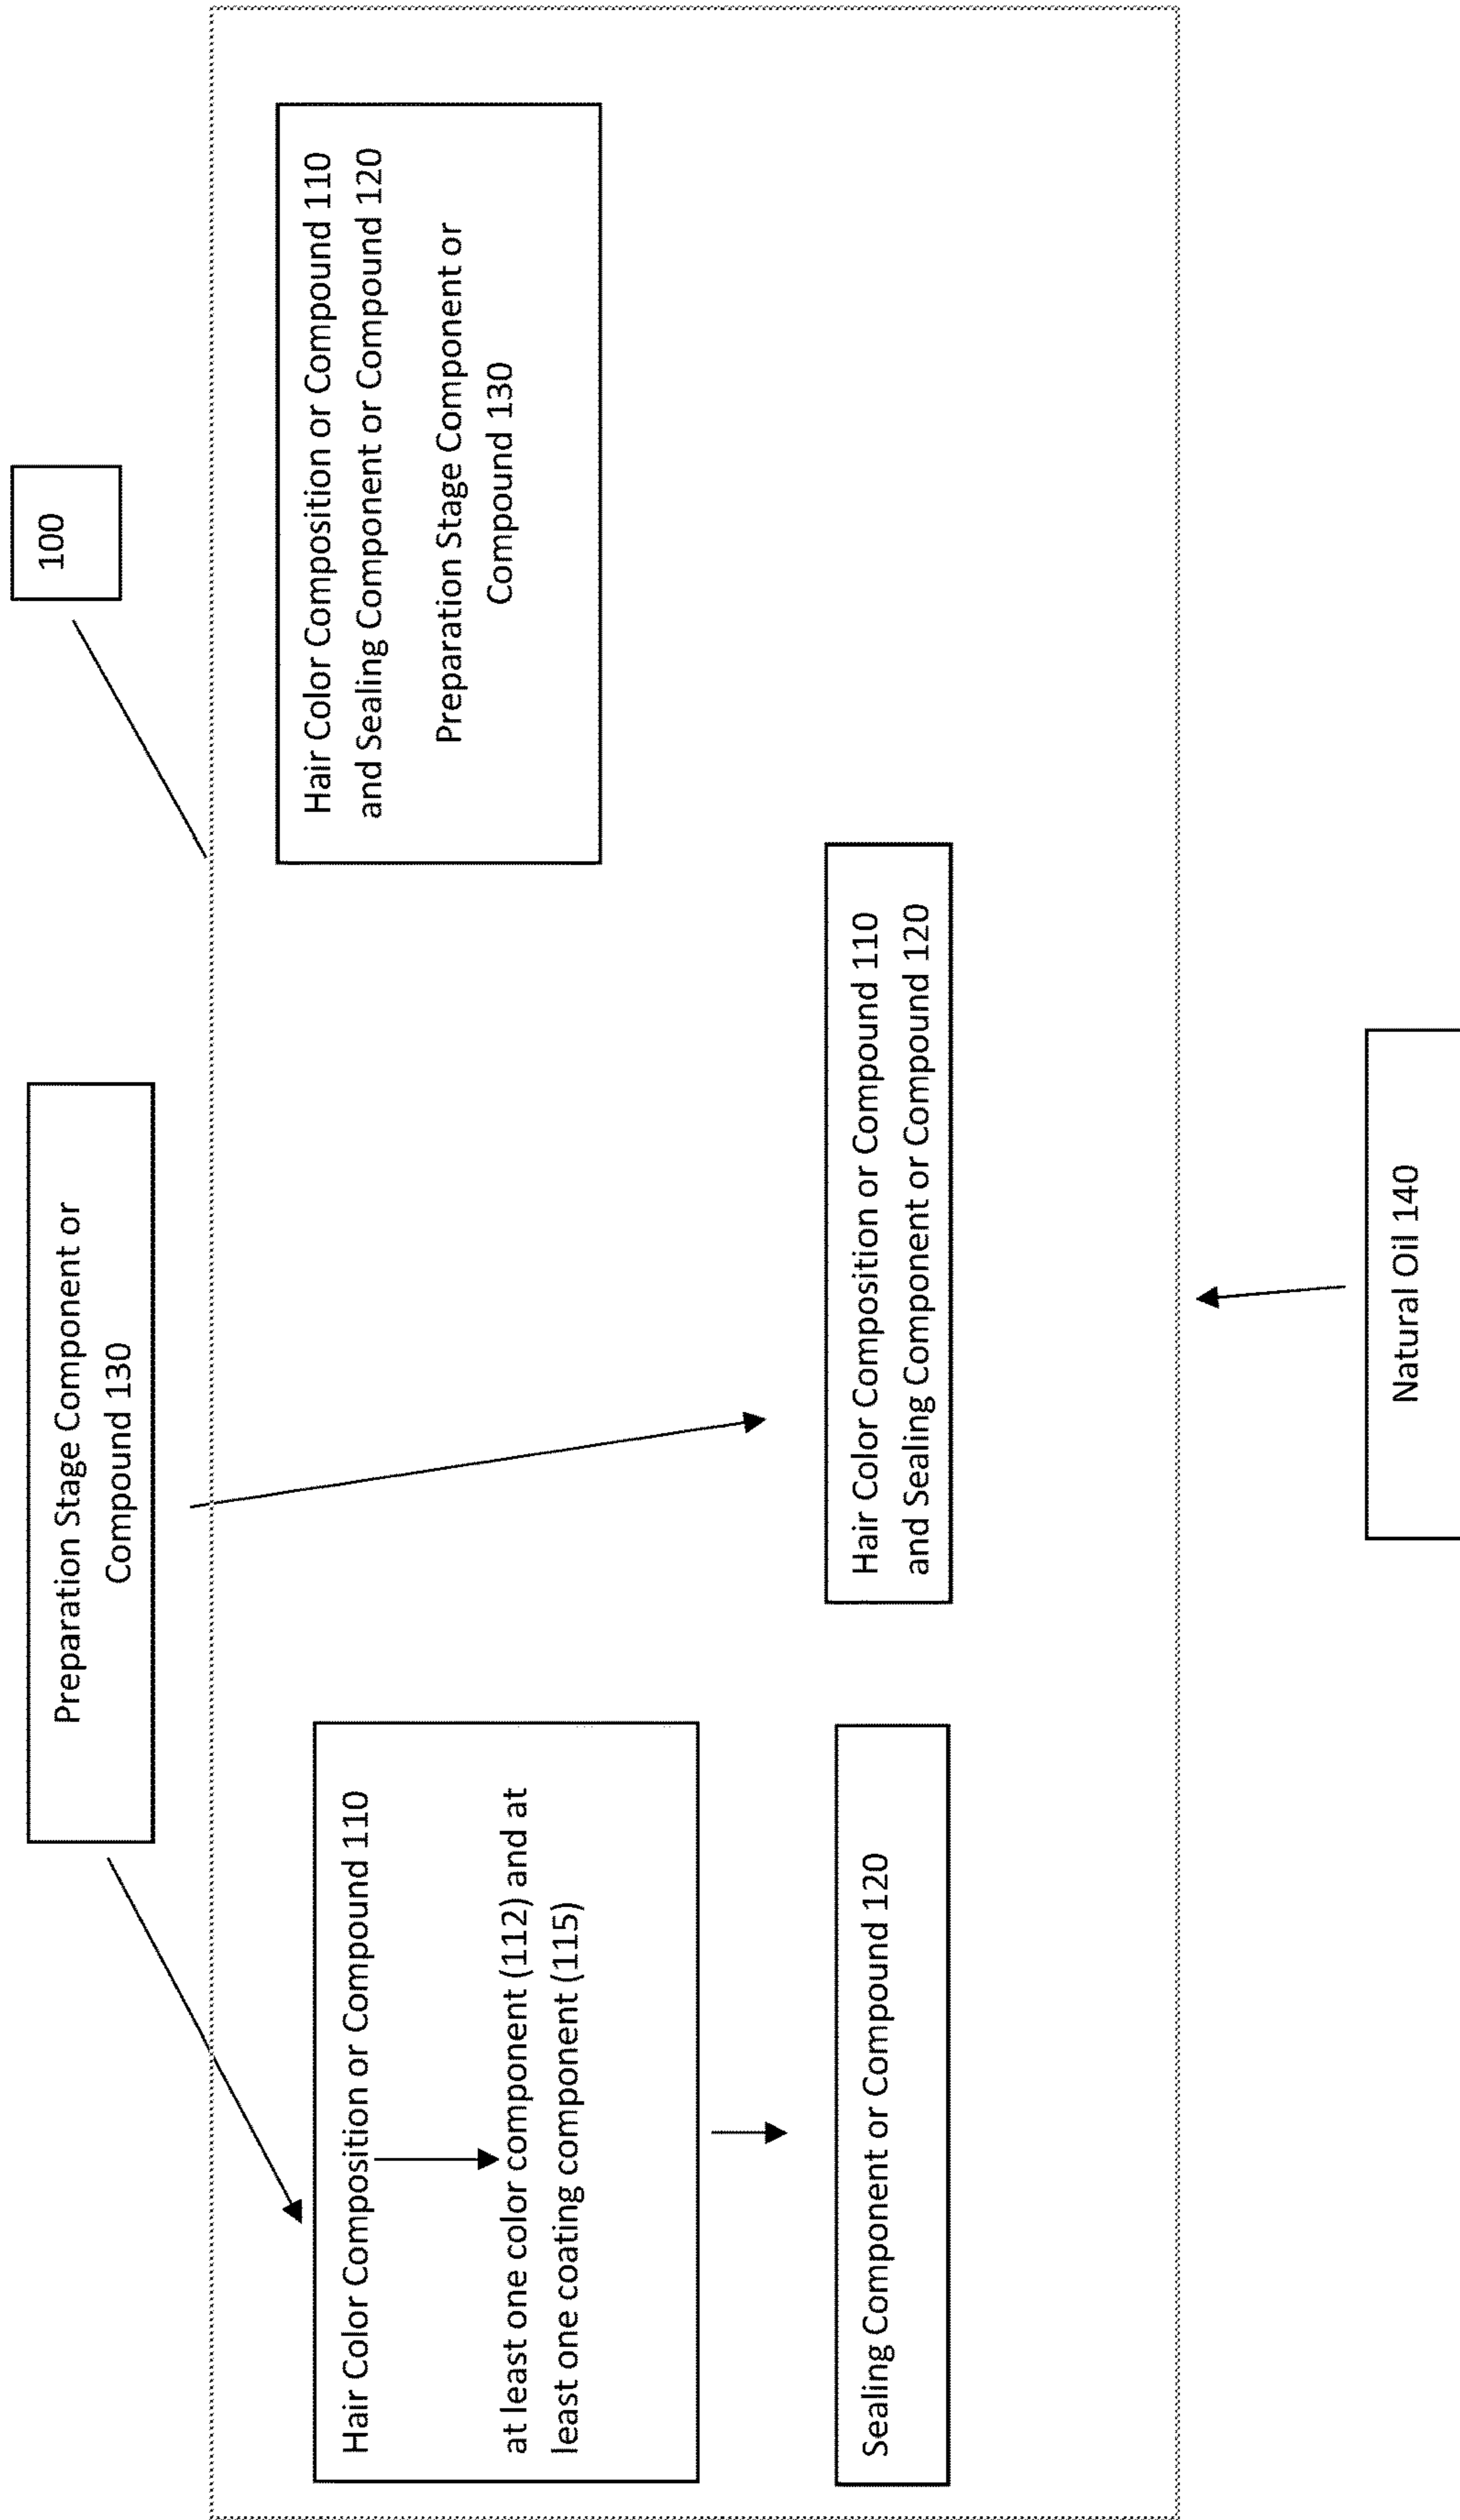 100
Preparation Stage Component or
Compound 130
Hair Color Composition or Compound 110
at least one color component (112) and at
least one coating component (115)
Sealing Component or Compound 120
Hair Color Composition or Compound 110
and Sealing Component or Compound 120
Hair Color Composition or Compound 110
and Sealing Component or Compound 120
Preparation Stage Component or
Compound 130
Natural Oil 140